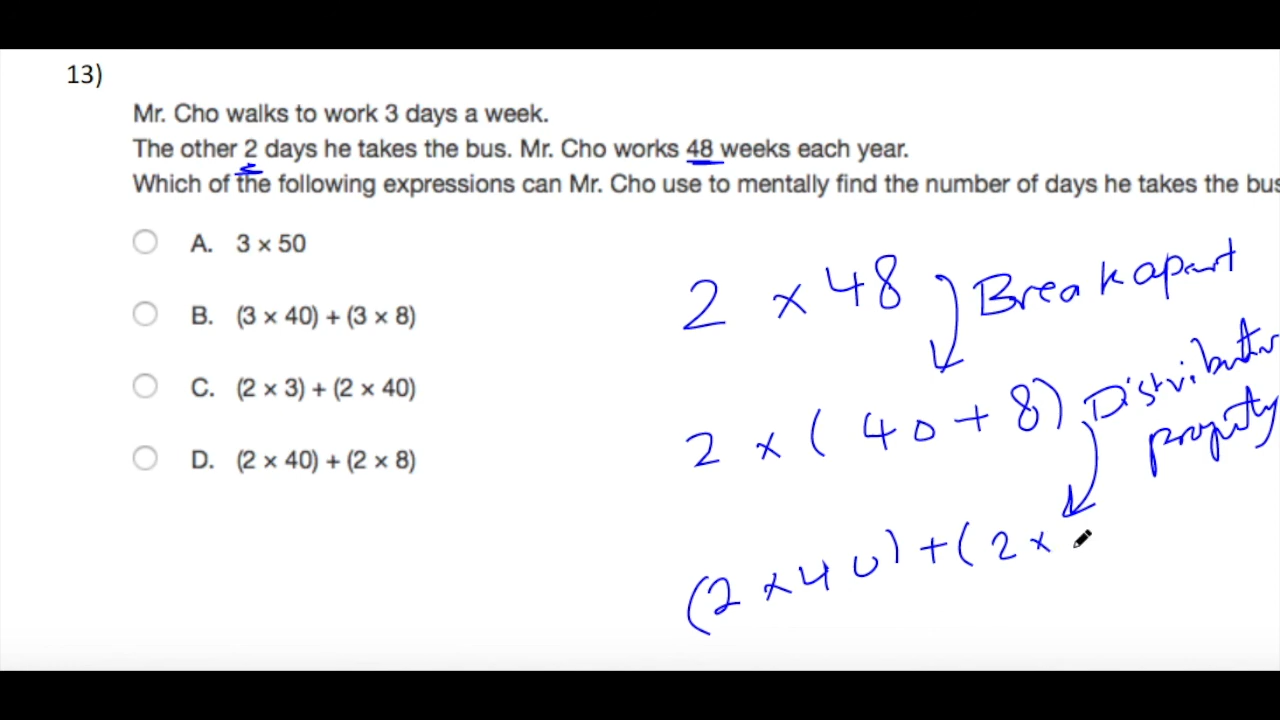 13)
Mr. Cho walks to work 3 days a week.
The other 2 days he takes the bus. Mr. Cho works 48 weeks each year.
Which of the following expressions can Mr. Cho use to mentally find the number of days he takes the bus
A. 3 × 50
B. (3 × 40) + (3 × 8)
C. (2 × 3) + (2 × 40)
D. (2 × 40) + (2 × 8)
2 × 48
Break apart
2 × (40 + 8)
property
(2 × 40) + (2 ×